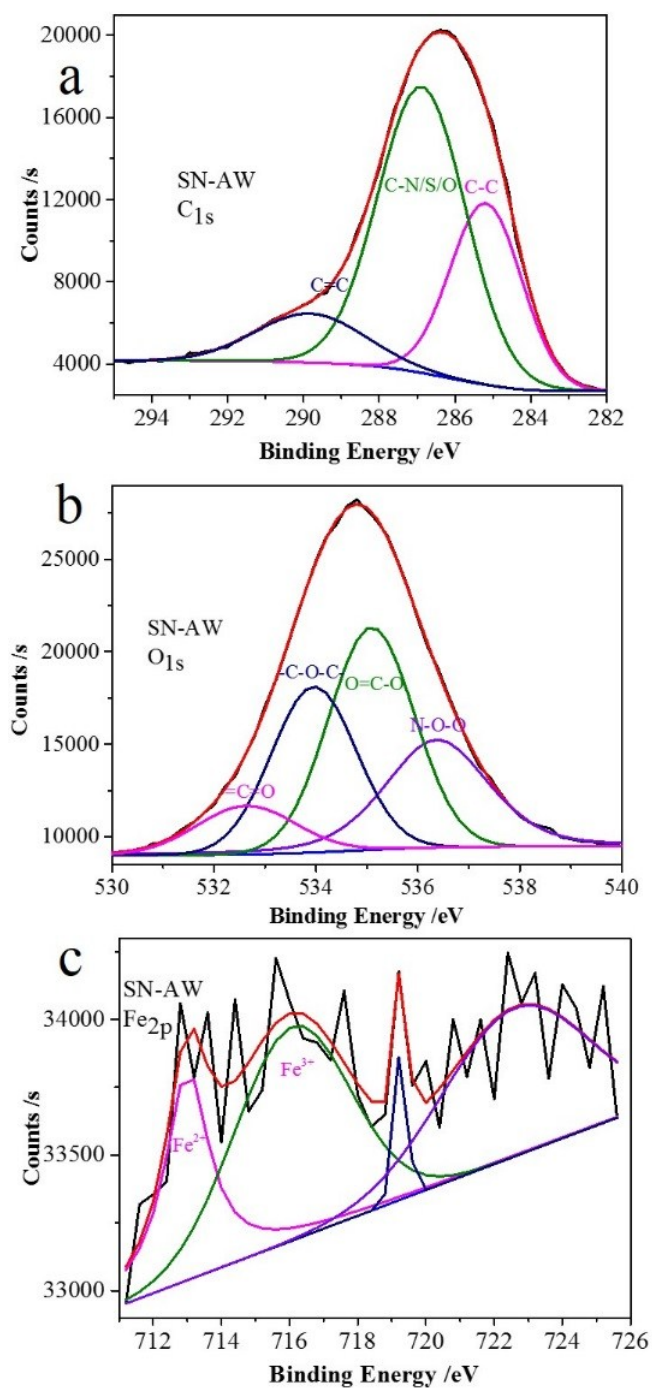 a
20000
16000
12000
8000
4000
Counts /s
SN-AW
C1s
C=C
C-N/S/O
C-C
294 292 290 288 286 284 282
Binding Energy /eV
b
25000
20000
15000
10000
Counts /s
SN-AW
O1s
=C=O
-C-O-C-
O=C-O
N-O-O
530 532 534 536 538 540
Binding Energy /eV
c
34000
33500
33000
Counts /s
SN-AW
Fe2p
Fe2+
Fe3+
712 714 716 718 720 722 724 726
Binding Energy /eV